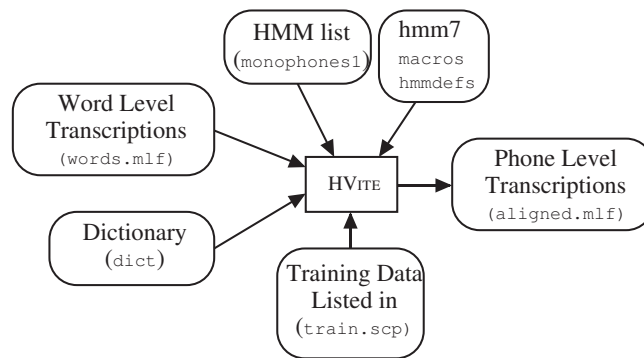 HMM list
(monophones1)
hmm7
macros
hmmdefs
Word Level
Transcriptions
(words.mlf)
HVITE
Phone Level
Transcriptions
(aligned.mlf)
Dictionary
(dict)
Training Data
Listed in
(train.scp)